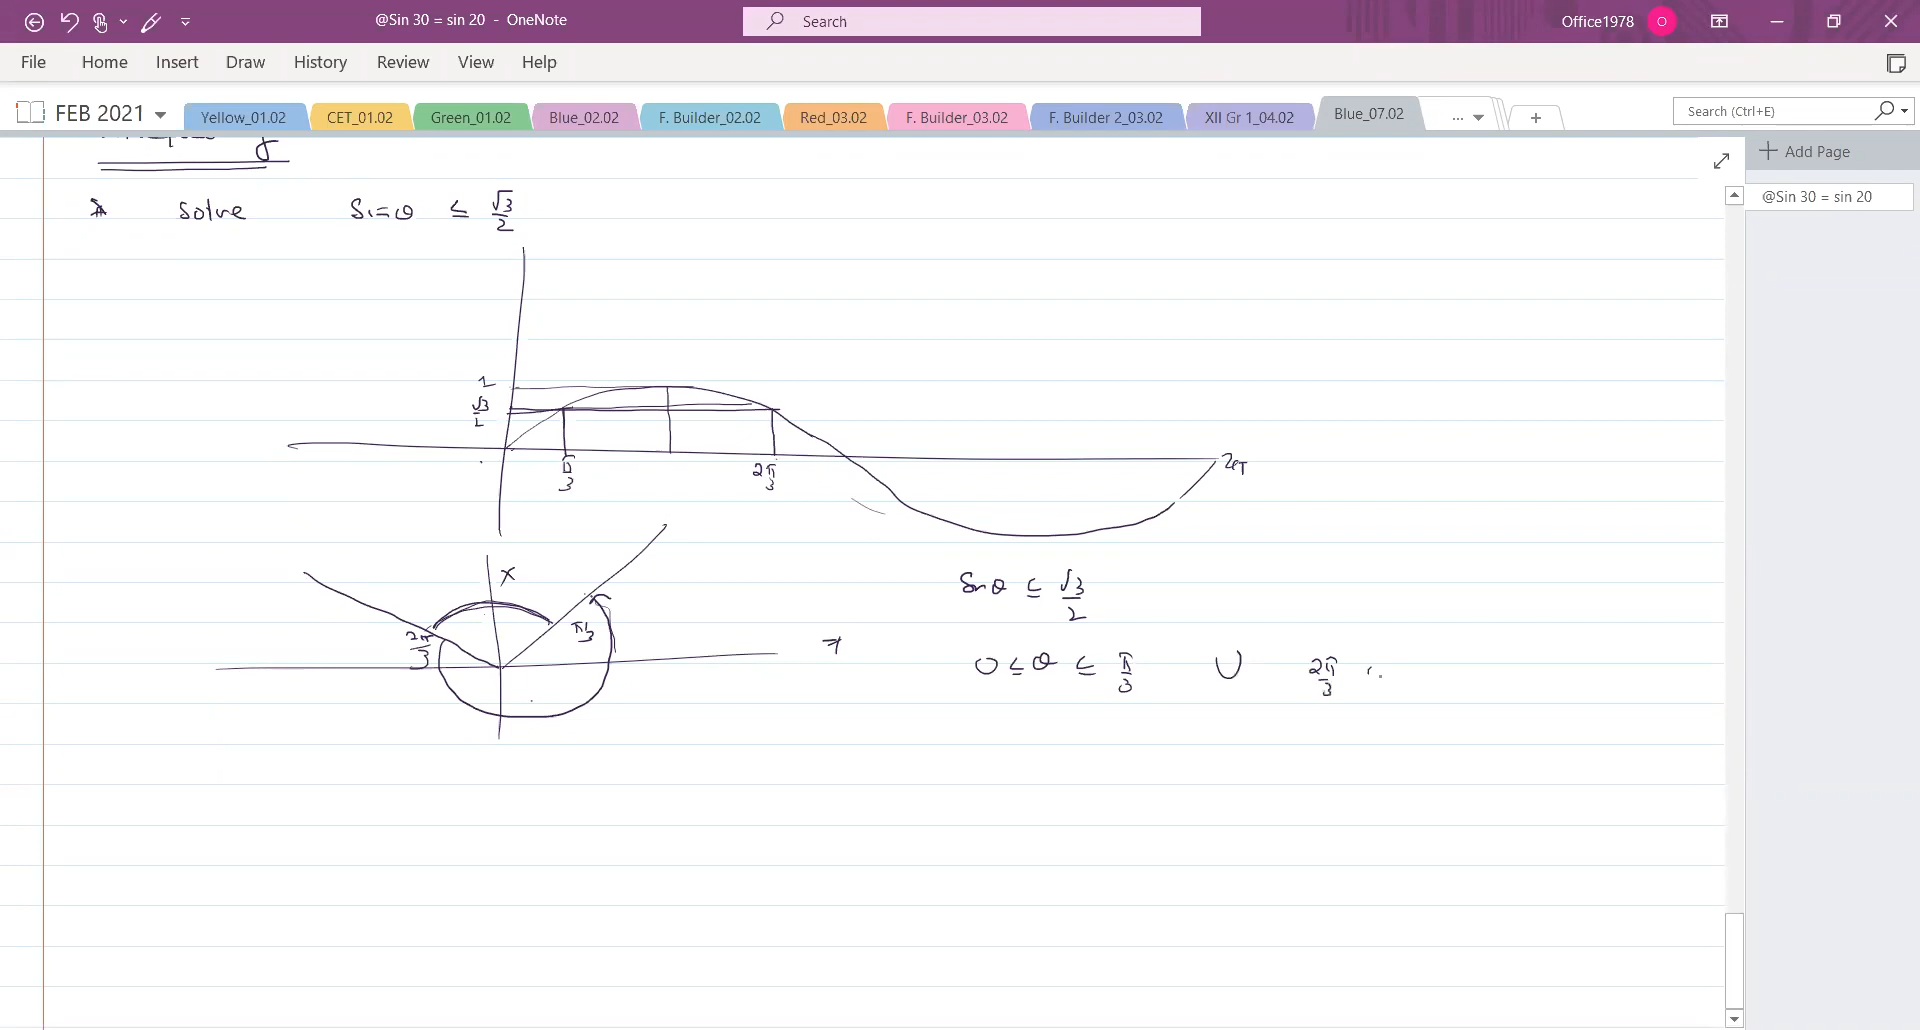 @Sin 30 = sin 20 - OneNote
Search
Office1978
O
File Home Insert Draw History Review View Help
FEB 2021
Yellow_01.02 CET_01.02 Green_01.02 Blue_02.02 F. Builder_02.02 Red_03.02 F. Builder_03.02 F. Builder 2_03.02 XII Gr 1_04.02 Blue_07.02 ... +
Search (Ctrl+E)
Add Page
@Sin 30 = sin 20
Solve Sinθ ≤ √3/2
1
√3/2
π/3
2π/3
2π
X
2π/3
π/3
Sinθ ≤ √3/2
⇒ 0 ≤ θ ≤ π/3 ∪ 2π/3